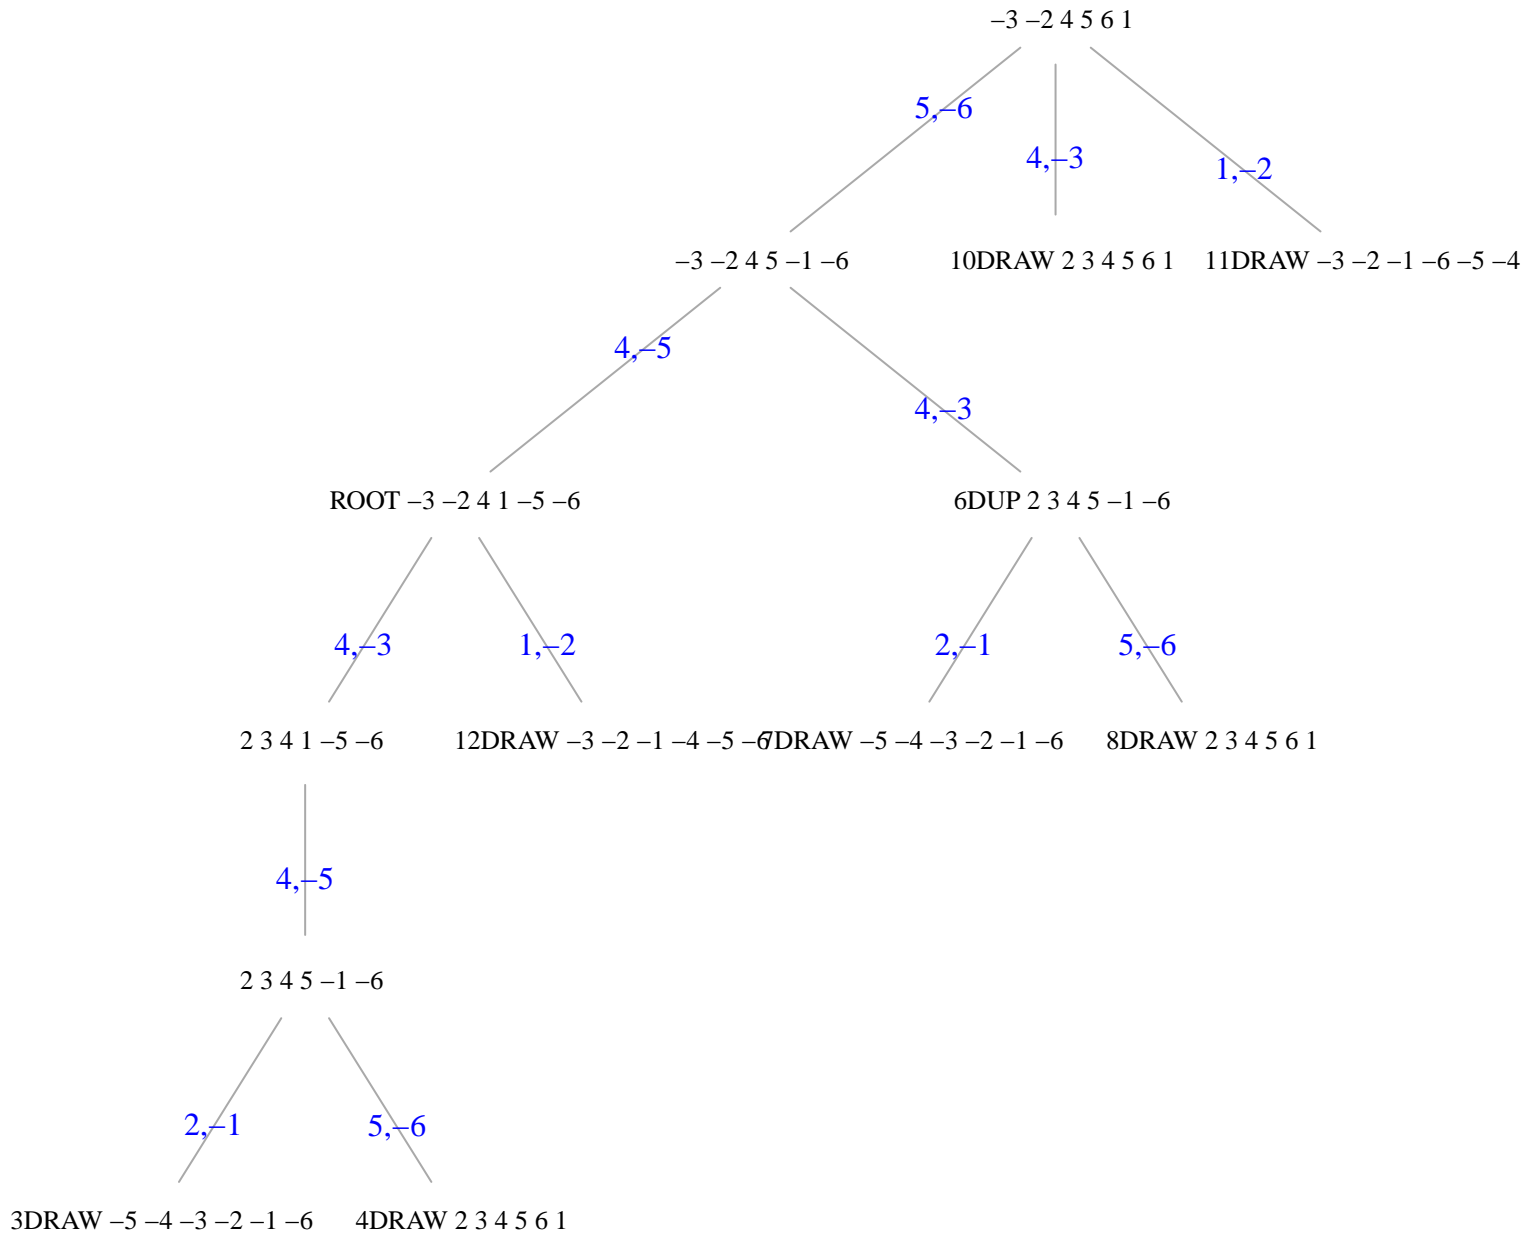 –3 –2 4 5 6 1
5,–6
4,–3
1,–2
–3 –2 4 5 –1 –6
10DRAW 2 3 4 5 6 1
11DRAW –3 –2 –1 –6 –5 –4
4,–5
4,–3
ROOT –3 –2 4 1 –5 –6
6DUP 2 3 4 5 –1 –6
4,–3
1,–2
2,–1
5,–6
2 3 4 1 –5 –6
12DRAW –3 –2 –1 –4 –5 –6
7DRAW –5 –4 –3 –2 –1 –6
8DRAW 2 3 4 5 6 1
4,–5
2 3 4 5 –1 –6
2,–1
5,–6
3DRAW –5 –4 –3 –2 –1 –6
4DRAW 2 3 4 5 6 1